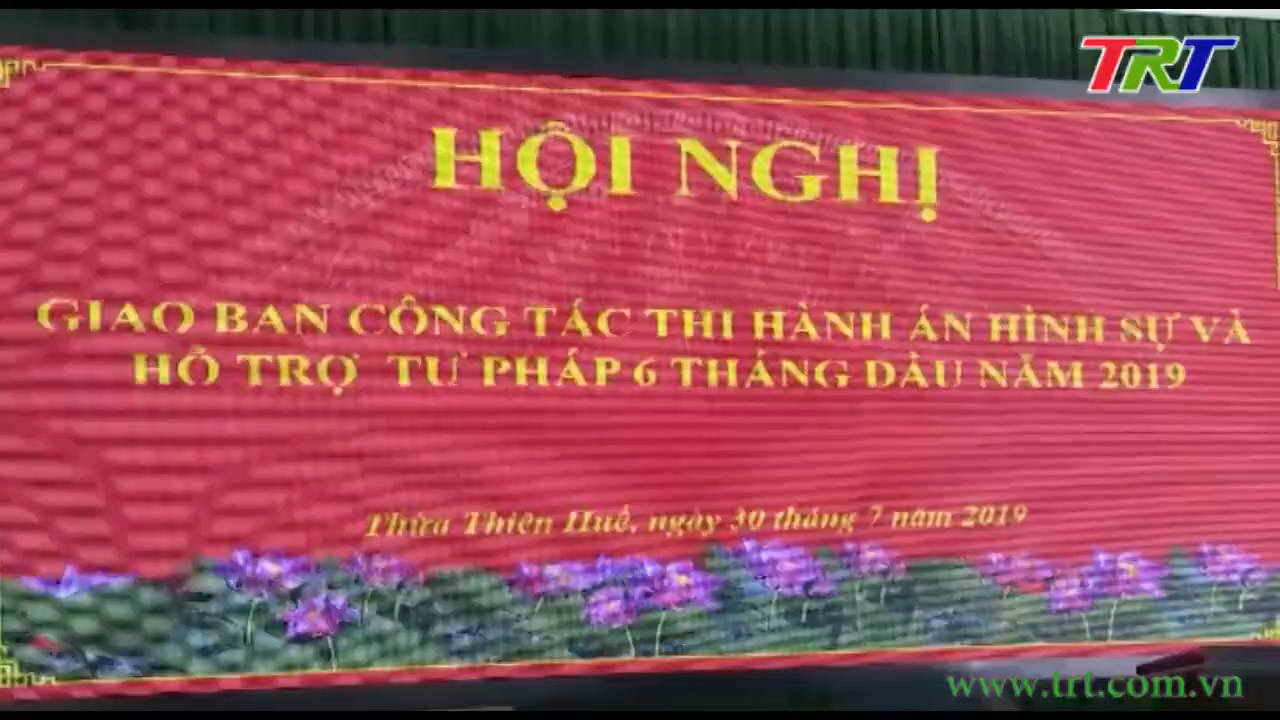 TRT
HỘI NGHỊ
GIAO BAN CÔNG TÁC THI HÀNH ÁN HÌNH SỰ VÀ
HỖ TRỢ TƯ PHÁP 6 THÁNG ĐẦU NĂM 2019
Thừa Thiên Huế, ngày 30 tháng 7 năm 2019
www.trt.com.vn